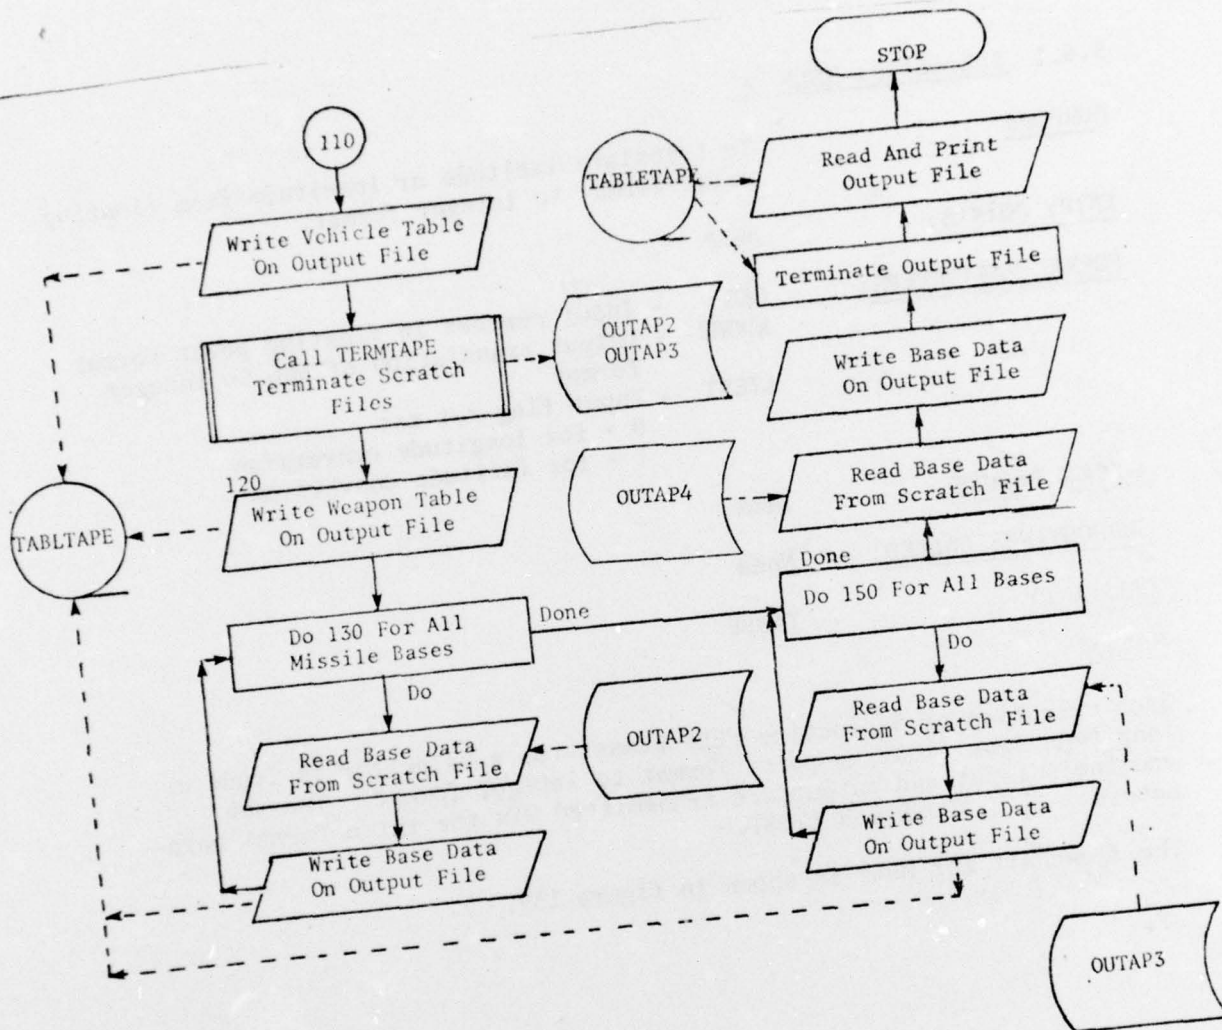 110
Write Vehicle Table
On Output File
Call TERMTAPE
Terminate Scratch
Files
OUTAP2
OUTAP3
120
Write Weapon Table
On Output File
TABLTAPE
Do 130 For All
Missile Bases
Done
Do
Read Base Data
From Scratch File
OUTAP2
Write Base Data
On Output File
STOP
Read And Print
Output File
TABLETAPE
Terminate Output File
Write Base Data
On Output File
Read Base Data
From Scratch File
OUTAP4
Done
Do 150 For All Bases
Do
Read Base Data
From Scratch File
Write Base Data
On Output File
OUTAP3